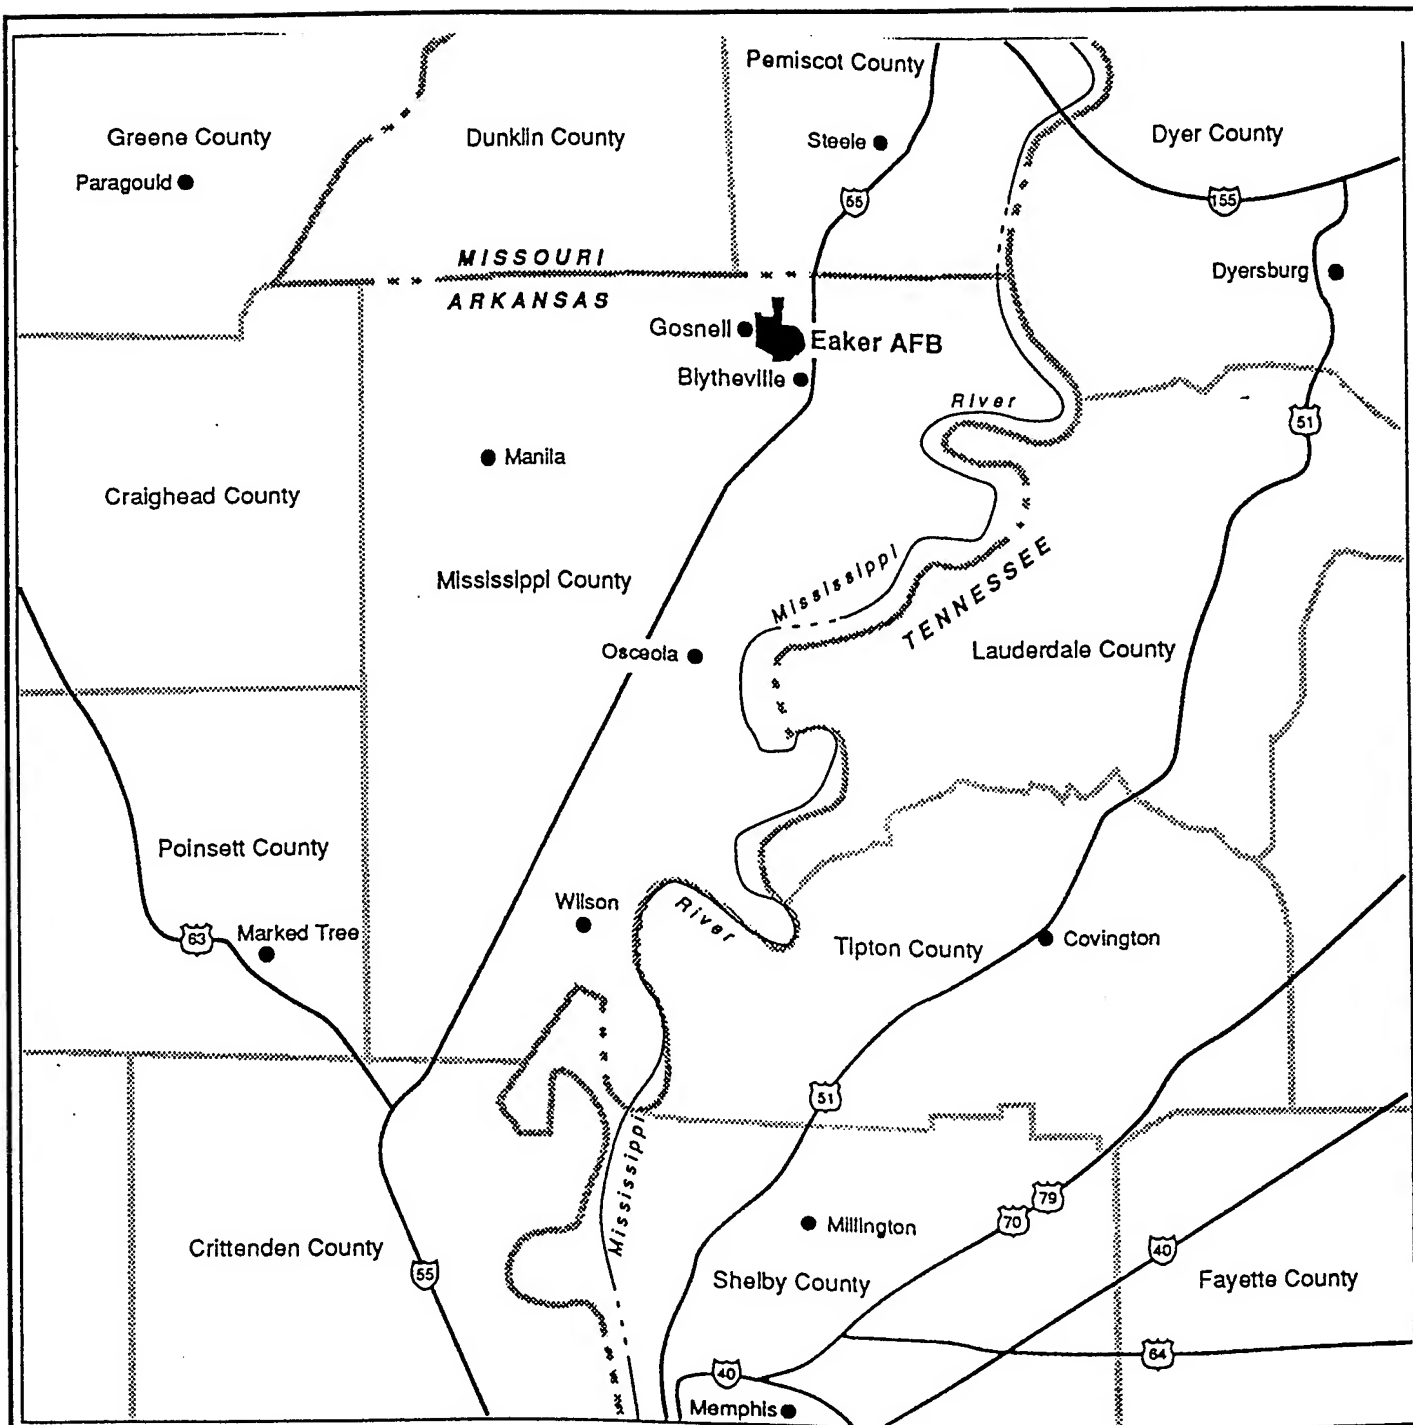 Pemiscot County
Greene County
Dunklin County
Steele
Dyer County
Paragould
55
155
MISSOURI
Dyersburg
ARKANSAS
Gosnell
Eaker AFB
Blytheville
River
51
Manila
Craighead County
Mississippi
Mississippi County
TENNESSEE
Osceola
Lauderdale County
Poinsett County
Wilson
River
63
Marked Tree
Tipton County
Covington
51
Mississippi
79
70
Millington
Crittenden County
40
55
Shelby County
Fayette County
64
40
Memphis